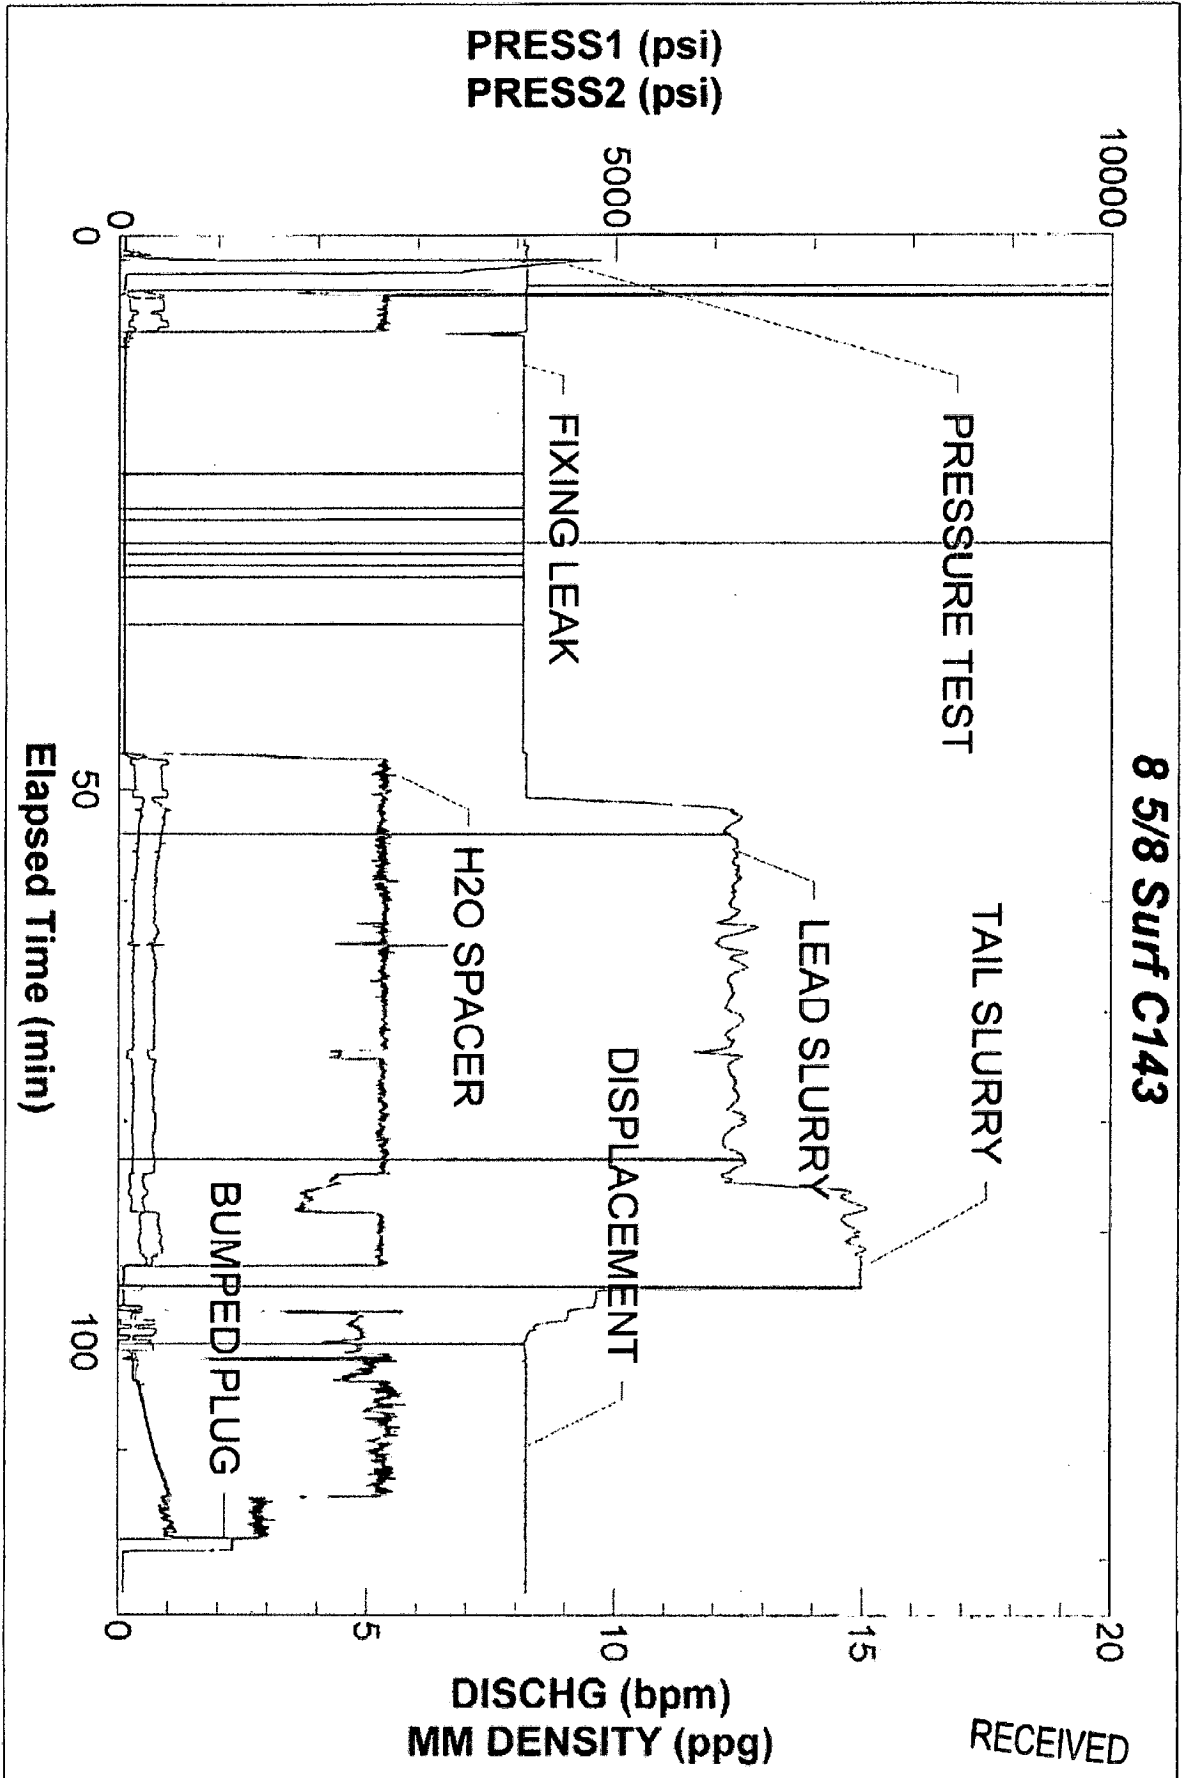 8 5/8 Surf C143
PRESS1 (psi)
PRESS2 (psi)
10000
5000
0
PRESSURE TEST
FIXING LEAK
TAIL SLURRY
LEAD SLURRY
H2O SPACER
DISPLACEMENT
BUMPED PLUG
0
50
100
Elapsed Time (min)
20
15
10
5
0
DISCHG (bpm)
MM DENSITY (ppg)
RECEIVED